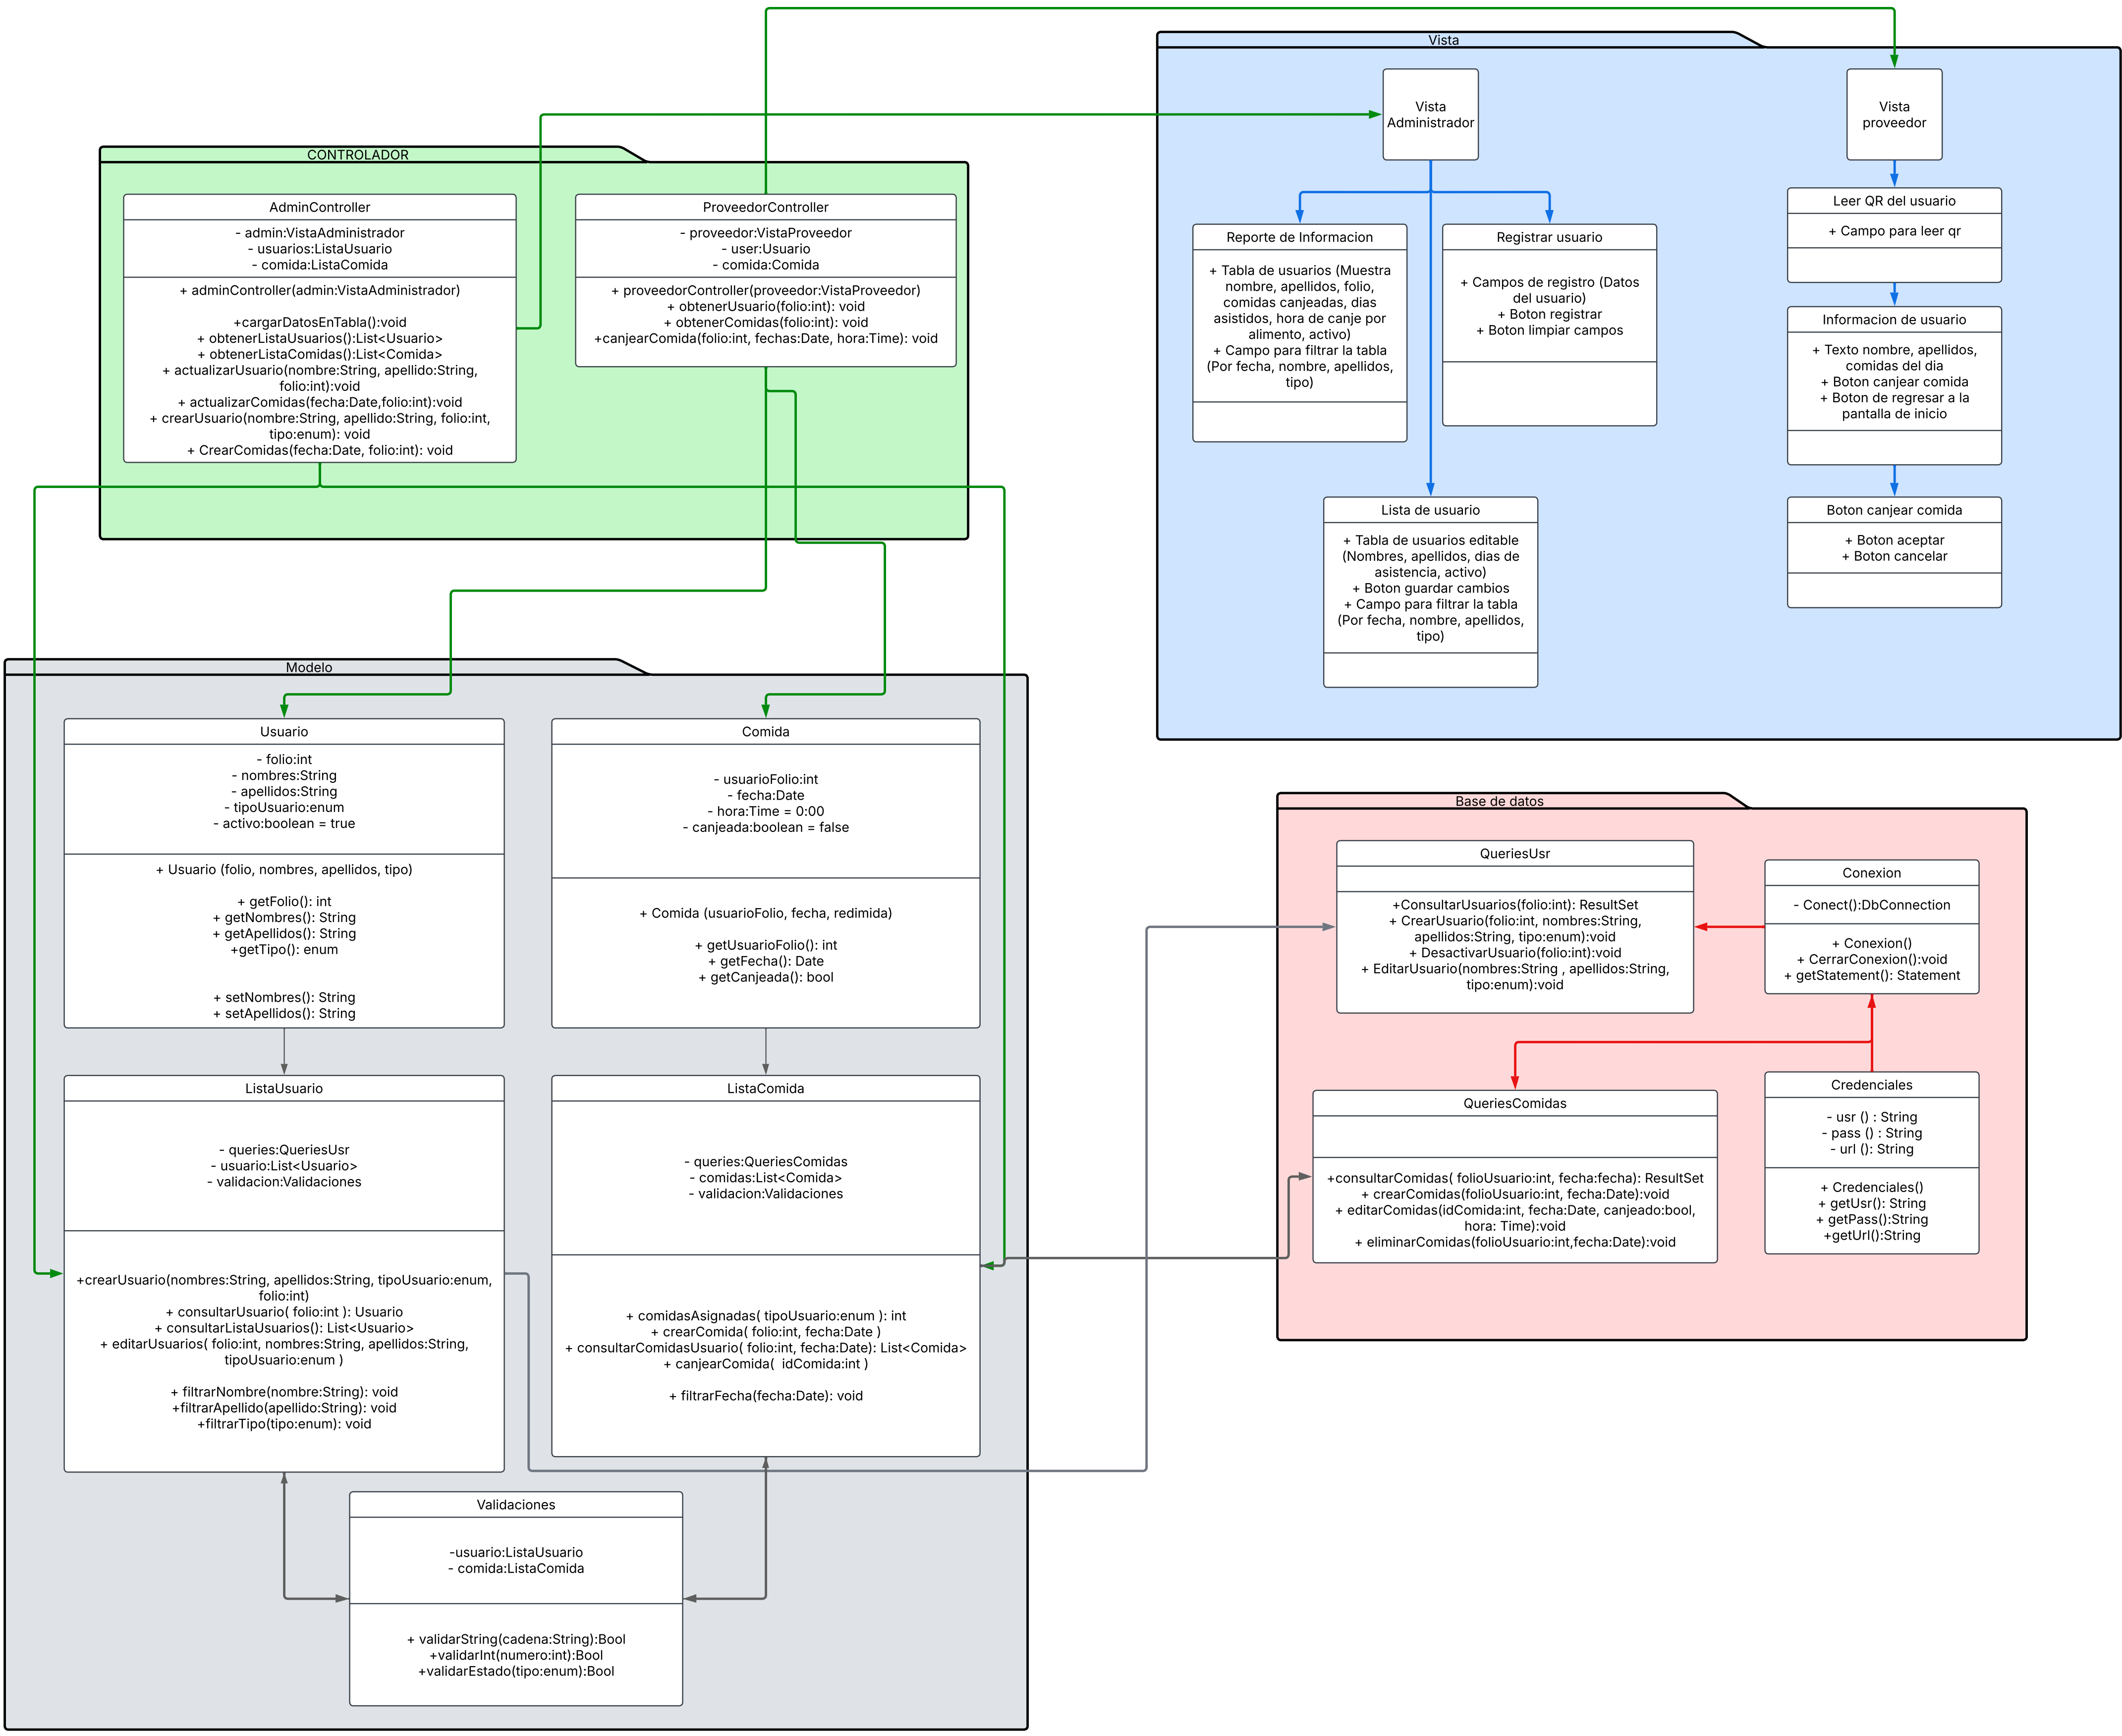 Vista
Vista
Administrador
Vista
proveedor
Reporte de Informacion
+ Tabla de usuarios (Muestra
nombre, apellidos, folio,
comidas canjeadas, dias
asistidos, hora de canje por
alimento, activo)
+ Campo para filtrar la tabla
(Por fecha, nombre, apellidos,
tipo)
Registrar usuario
+ Campos de registro (Datos
del usuario)
+ Boton registrar
+ Boton limpiar campos
Leer QR del usuario
+ Campo para leer qr
Informacion de usuario
+ Texto nombre, apellidos,
comidas del dia
+ Boton canjear comida
+ Boton de regresar a la
pantalla de inicio
Lista de usuario
+ Tabla de usuarios editable
(Nombres, apellidos, dias de
asistencia, activo)
+ Boton guardar cambios
+ Campo para filtrar la tabla
(Por fecha, nombre, apellidos,
tipo)
Boton canjear comida
+ Boton aceptar
+ Boton cancelar
CONTROLADOR
AdminController
- admin:VistaAdministrador
- usuarios:ListaUsuario
- comida:ListaComida
+ adminController(admin:VistaAdministrador)
+cargarDatosEnTabla():void
+ obtenerListaUsuarios():List<Usuario>
+ obtenerListaComidas():List<Comida>
+ actualizarUsuario(nombre:String, apellido:String,
folio:int):void
+ actualizarComidas(fecha:Date,folio:int):void
+ crearUsuario(nombre:String, apellido:String, folio:int,
tipo:enum): void
+ CrearComidas(fecha:Date, folio:int): void
ProveedorController
- proveedor:VistaProveedor
- user:Usuario
- comida:Comida
+ proveedorController(proveedor:VistaProveedor)
+ obtenerUsuario(folio:int): void
+ obtenerComidas(folio:int): void
+canjearComida(folio:int, fechas:Date, hora:Time): void
Modelo
Usuario
- folio:int
- nombres:String
- apellidos:String
- tipoUsuario:enum
- activo:boolean = true
+ Usuario (folio, nombres, apellidos, tipo)
+ getFolio(): int
+ getNombres(): String
+ getApellidos(): String
+getTipo(): enum
+ setNombres(): String
+ setApellidos(): String
Comida
- usuarioFolio:int
- fecha:Date
- hora:Time = 0:00
- canjeada:boolean = false
+ Comida (usuarioFolio, fecha, redimida)
+ getUsuarioFolio(): int
+ getFecha(): Date
+ getCanjeada(): bool
ListaUsuario
- queries:QueriesUsr
- usuario:List<Usuario>
- validacion:Validaciones
+crearUsuario(nombres:String, apellidos:String, tipoUsuario:enum,
folio:int)
+ consultarUsuario( folio:int ): Usuario
+ consultarListaUsuarios(): List<Usuario>
+ editarUsuarios( folio:int, nombres:String, apellidos:String,
tipoUsuario:enum )
+ filtrarNombre(nombre:String): void
+filtrarApellido(apellido:String): void
+filtrarTipo(tipo:enum): void
ListaComida
- queries:QueriesComidas
- comidas:List<Comida>
- validacion:Validaciones
+ comidasAsignadas( tipoUsuario:enum ): int
+ crearComida( folio:int, fecha:Date )
+ consultarComidasUsuario( folio:int, fecha:Date): List<Comida>
+ canjearComida(  idComida:int )
+ filtrarFecha(fecha:Date): void
Validaciones
-usuario:ListaUsuario
- comida:ListaComida
+ validarString(cadena:String):Bool
+validarInt(numero:int):Bool
+validarEstado(tipo:enum):Bool
Base de datos
QueriesUsr
+ConsultarUsuarios(folio:int): ResultSet
+ CrearUsuario(folio:int, nombres:String,
apellidos:String, tipo:enum):void
+ DesactivarUsuario(folio:int):void
+ EditarUsuario(nombres:String , apellidos:String,
tipo:enum):void
Conexion
- Conect():DbConnection
+ Conexion()
+ CerrarConexion():void
+ getStatement(): Statement
QueriesComidas
+consultarComidas( folioUsuario:int, fecha:fecha): ResultSet
+ crearComidas(folioUsuario:int, fecha:Date):void
+ editarComidas(idComida:int, fecha:Date, canjeado:bool,
hora: Time):void
+ eliminarComidas(folioUsuario:int,fecha:Date):void
Credenciales
- usr () : String
- pass () : String
- url (): String
+ Credenciales()
+ getUsr(): String
+ getPass():String
+getUrl():String